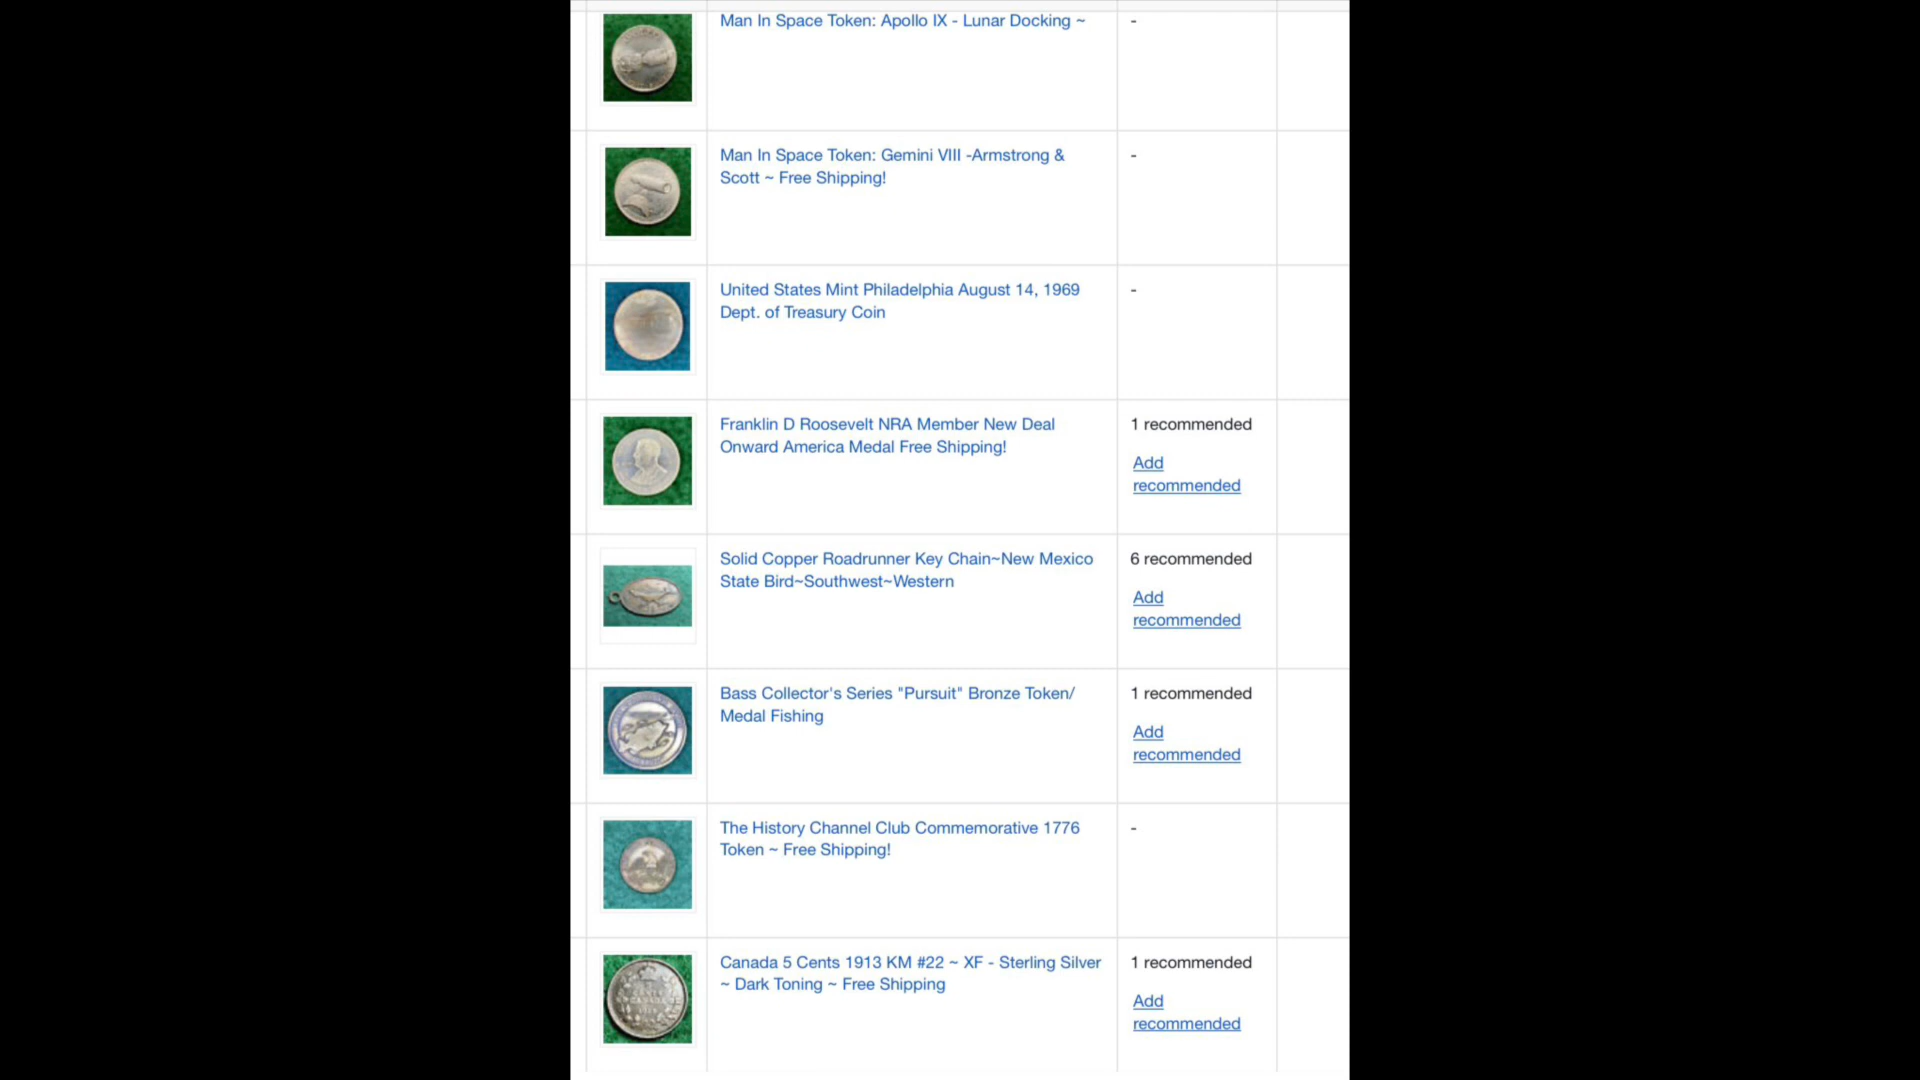 Man In Space Token: Apollo IX - Lunar Docking ~
-
Man In Space Token: Gemini VIII -Armstrong &
Scott ~ Free Shipping!
-
United States Mint Philadelphia August 14, 1969
Dept. of Treasury Coin
-
Franklin D Roosevelt NRA Member New Deal
Onward America Medal Free Shipping!
1 recommended
Add
recommended
Solid Copper Roadrunner Key Chain~New Mexico
State Bird~Southwest~Western
6 recommended
Add
recommended
Bass Collector's Series "Pursuit" Bronze Token/
Medal Fishing
1 recommended
Add
recommended
The History Channel Club Commemorative 1776
Token ~ Free Shipping!
-
Canada 5 Cents 1913 KM #22 ~ XF - Sterling Silver
~ Dark Toning ~ Free Shipping
1 recommended
Add
recommended